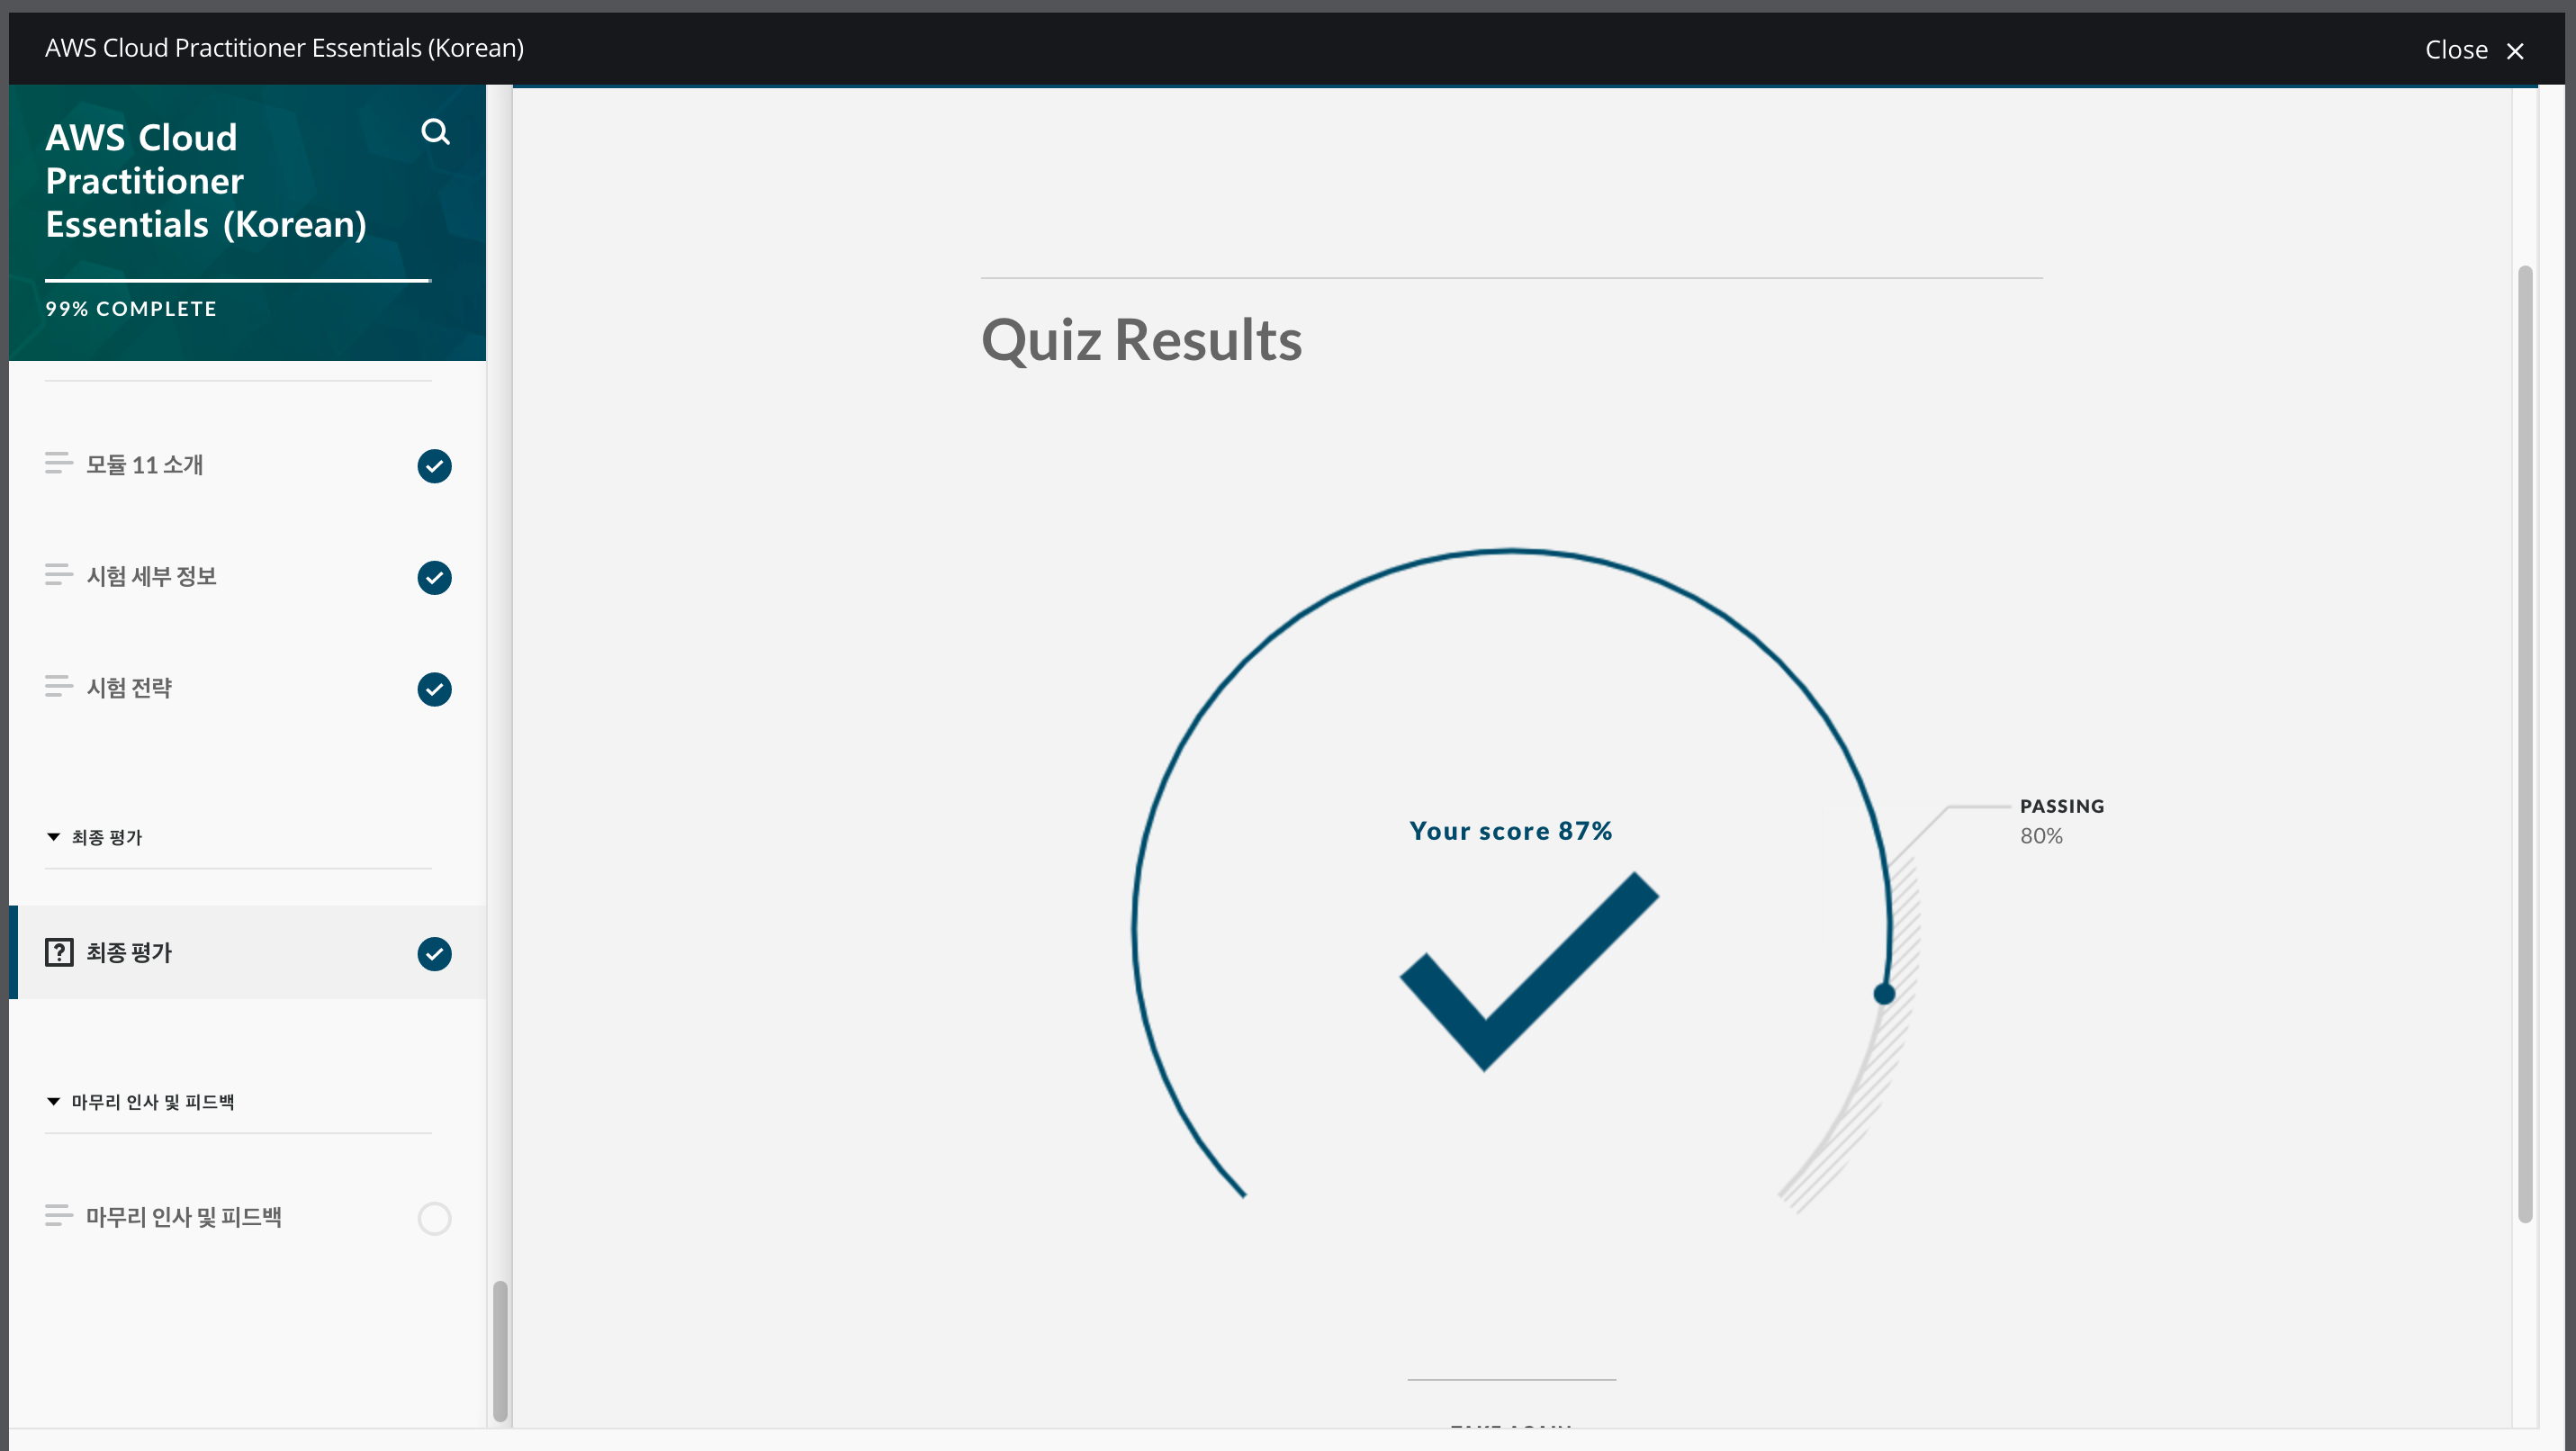 AWS Cloud Practitioner Essentials (Korean)
Close
AWS Cloud
Practitioner
Essentials (Korean)
99% COMPLETE
모듈 11 소개
시험 세부 정보
시험 전략
최종 평가
최종 평가
마무리 인사 및 피드백
마무리 인사 및 피드백
Quiz Results
Your score 87%
PASSING
80%